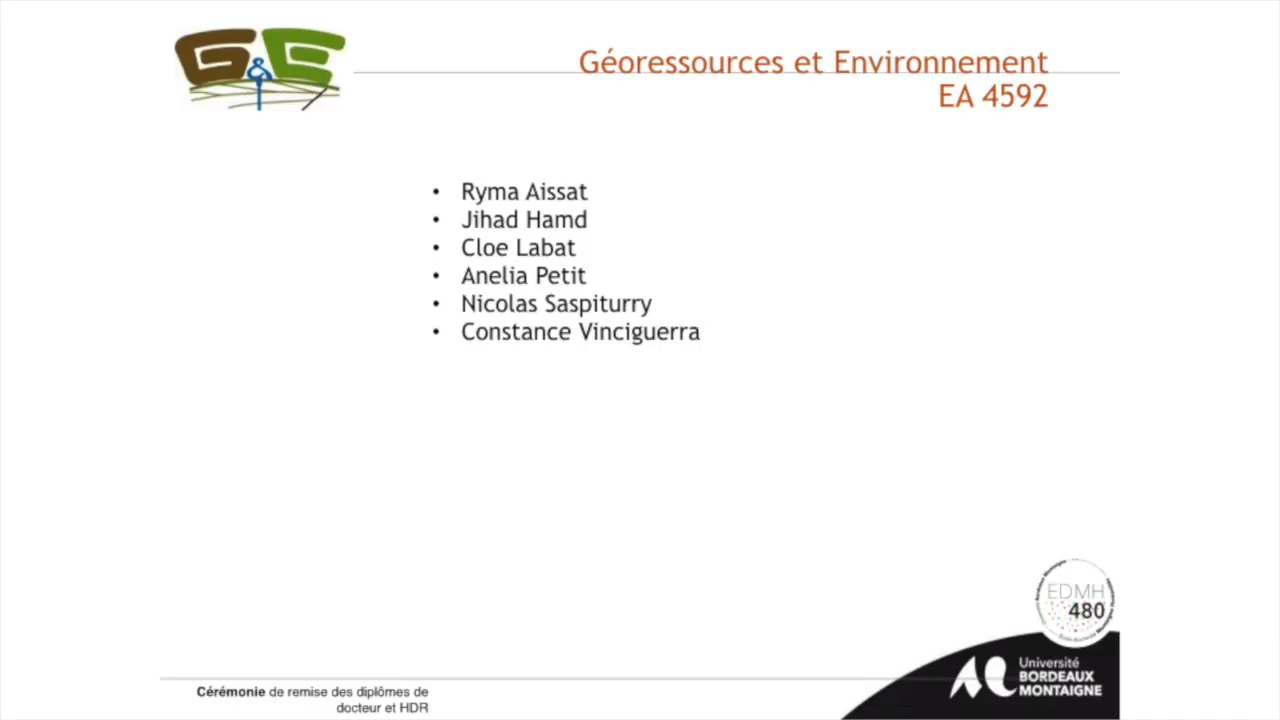 G&E
Géoressources et Environnement
EA 4592
• Ryma Aissat
• Jihad Hamd
• Cloe Labat
• Anelia Petit
• Nicolas Saspiturry
• Constance Vinciguerra
EDMH
480
Université
BORDEAUX
MONTAIGNE
Cérémonie de remise des diplômes de
docteur et HDR